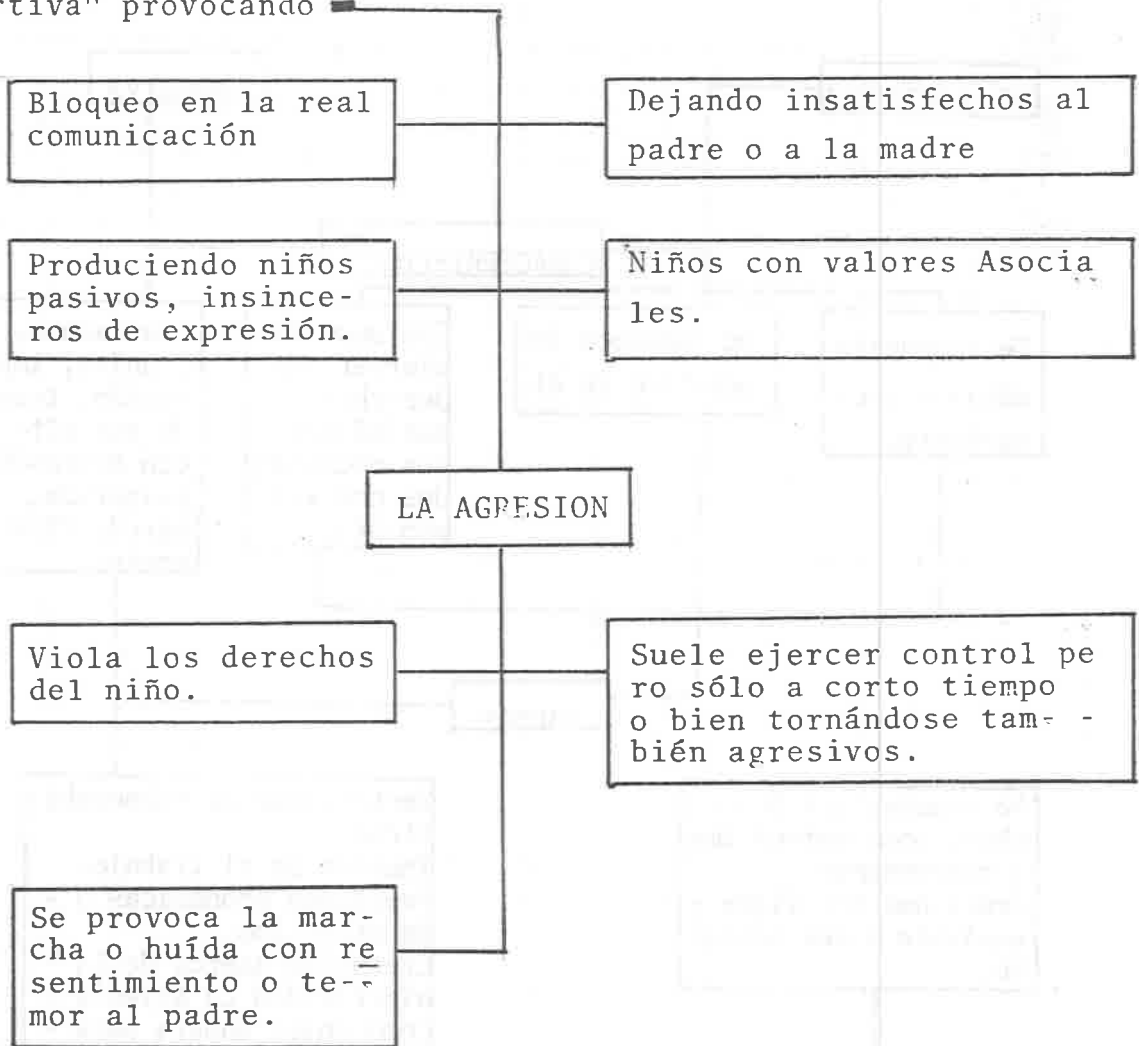 rtiva" provocando
Bloqueo en la real
comunicación
Dejando insatisfechos al
padre o a la madre
Produciendo niños
pasivos, insince-
ros de expresión.
Niños con valores Asocia
les.
LA AGRESION
Viola los derechos
del niño.
Suele ejercer control pe
ro sólo a corto tiempo
o bien tornándose tam- -
bién agresivos.
Se provoca la mar-
cha o huída con re
sentimiento o te--
mor al padre.